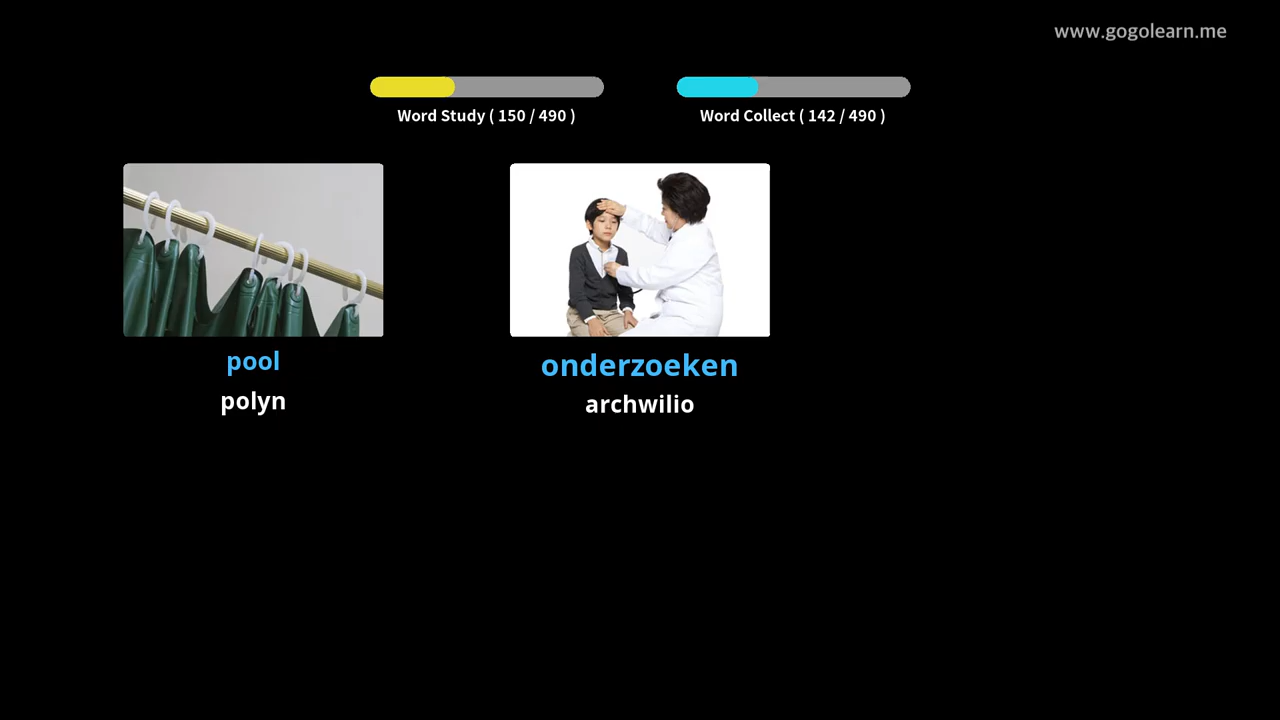 www.gogolearn.me
Word Study ( 150 / 490 )
Word Collect ( 142 / 490 )
pool
polyn
onderzoeken
archwilio